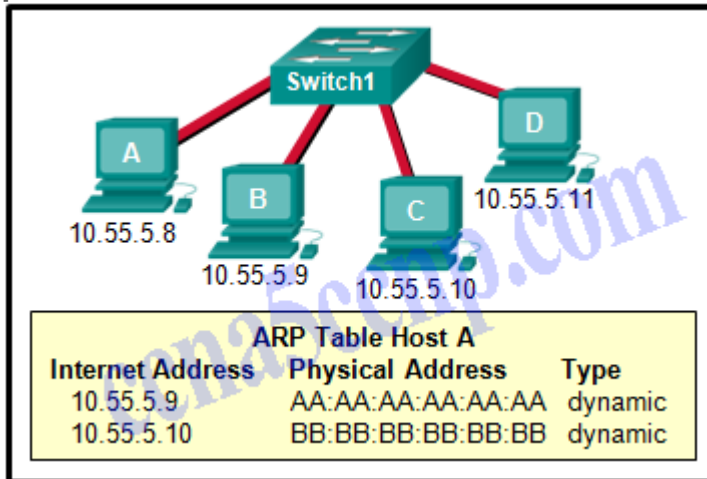 Switch1
A
B
C
D
10.55.5.8
10.55.5.9
10.55.5.10
10.55.5.11
ccna5ccnp.com
ARP Table Host A
Internet Address Physical Address Type
10.55.5.9 AA:AA:AA:AA:AA:AA dynamic
10.55.5.10 BB:BB:BB:BB:BB:BB dynamic